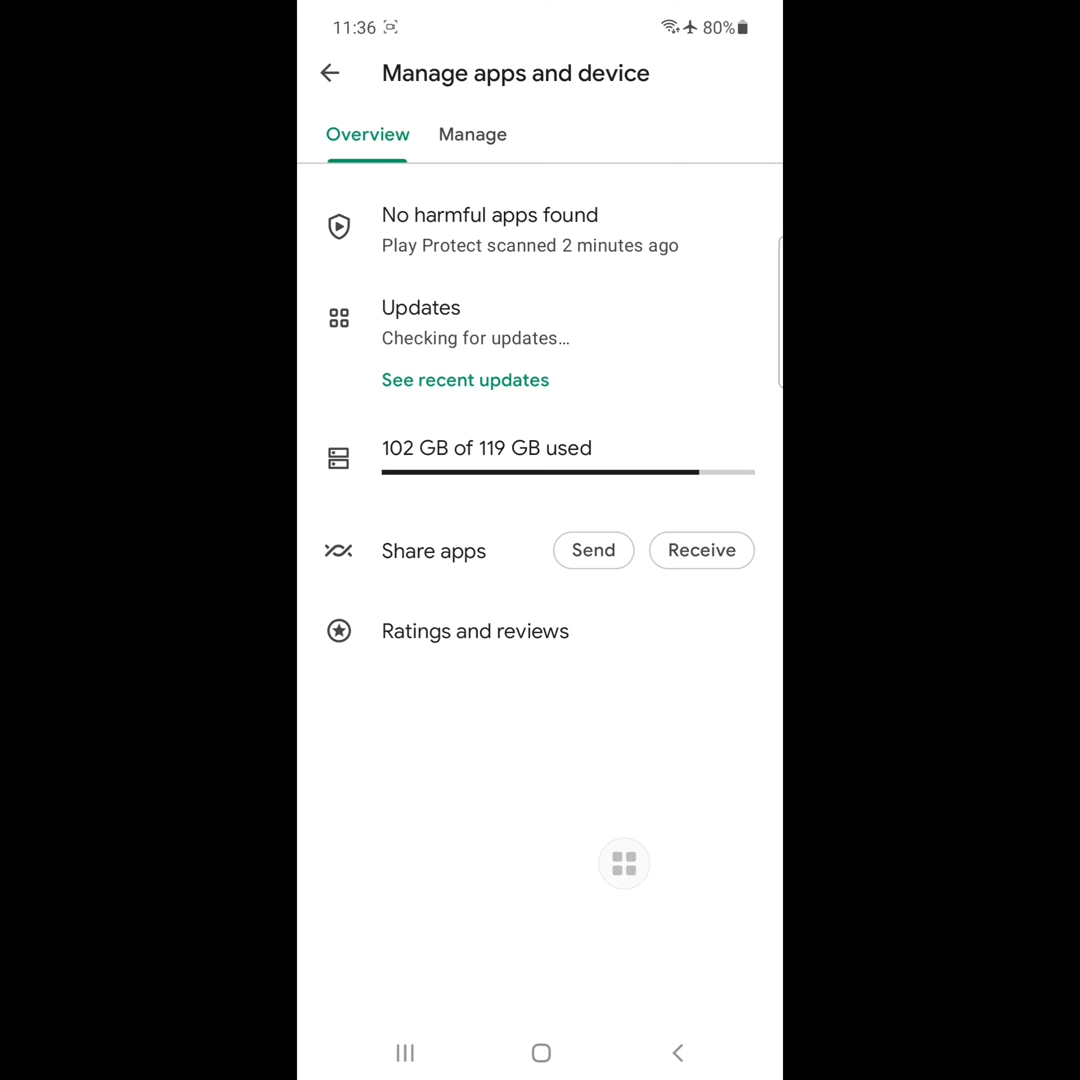 11:36 80%
Manage apps and device
Overview Manage
No harmful apps found
Play Protect scanned 2 minutes ago
Updates
Checking for updates...
See recent updates
102 GB of 119 GB used
Share apps Send Receive
Ratings and reviews